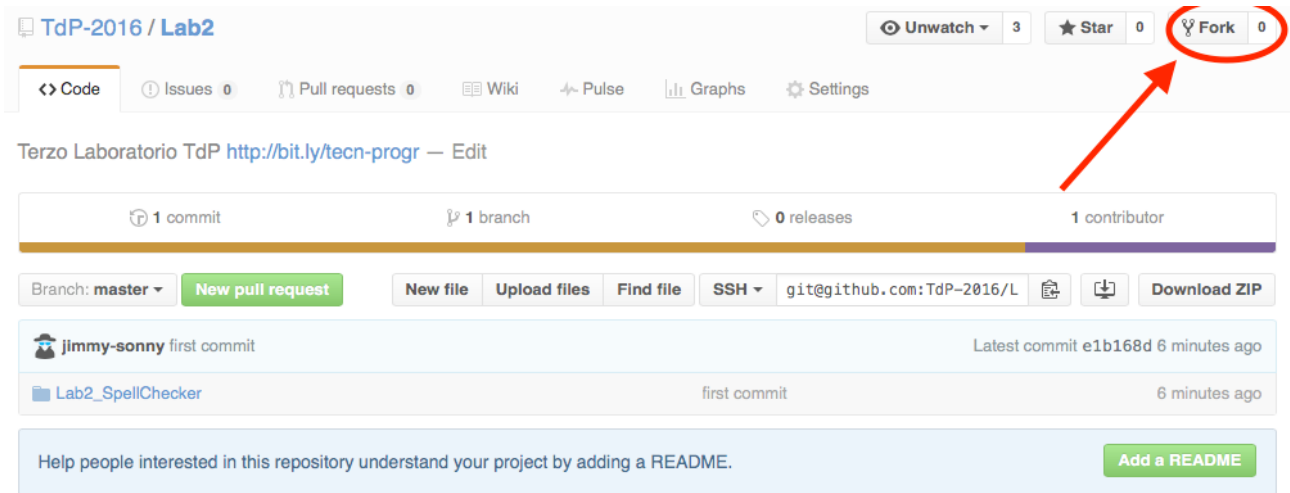 TdP-2016 / Lab2 Unwatch 3 Star 0 Fork 0
<> Code Issues 0 Pull requests 0 Wiki Pulse Graphs Settings
Terzo Laboratorio TdP http://bit.ly/tecn-progr — Edit
1 commit 1 branch 0 releases 1 contributor
Branch: master New pull request New file Upload files Find file SSH git@github.com:TdP-2016/L Download ZIP
jimmy-sonny first commit Latest commit e1b168d 6 minutes ago
Lab2_SpellChecker first commit 6 minutes ago
Help people interested in this repository understand your project by adding a README. Add a README